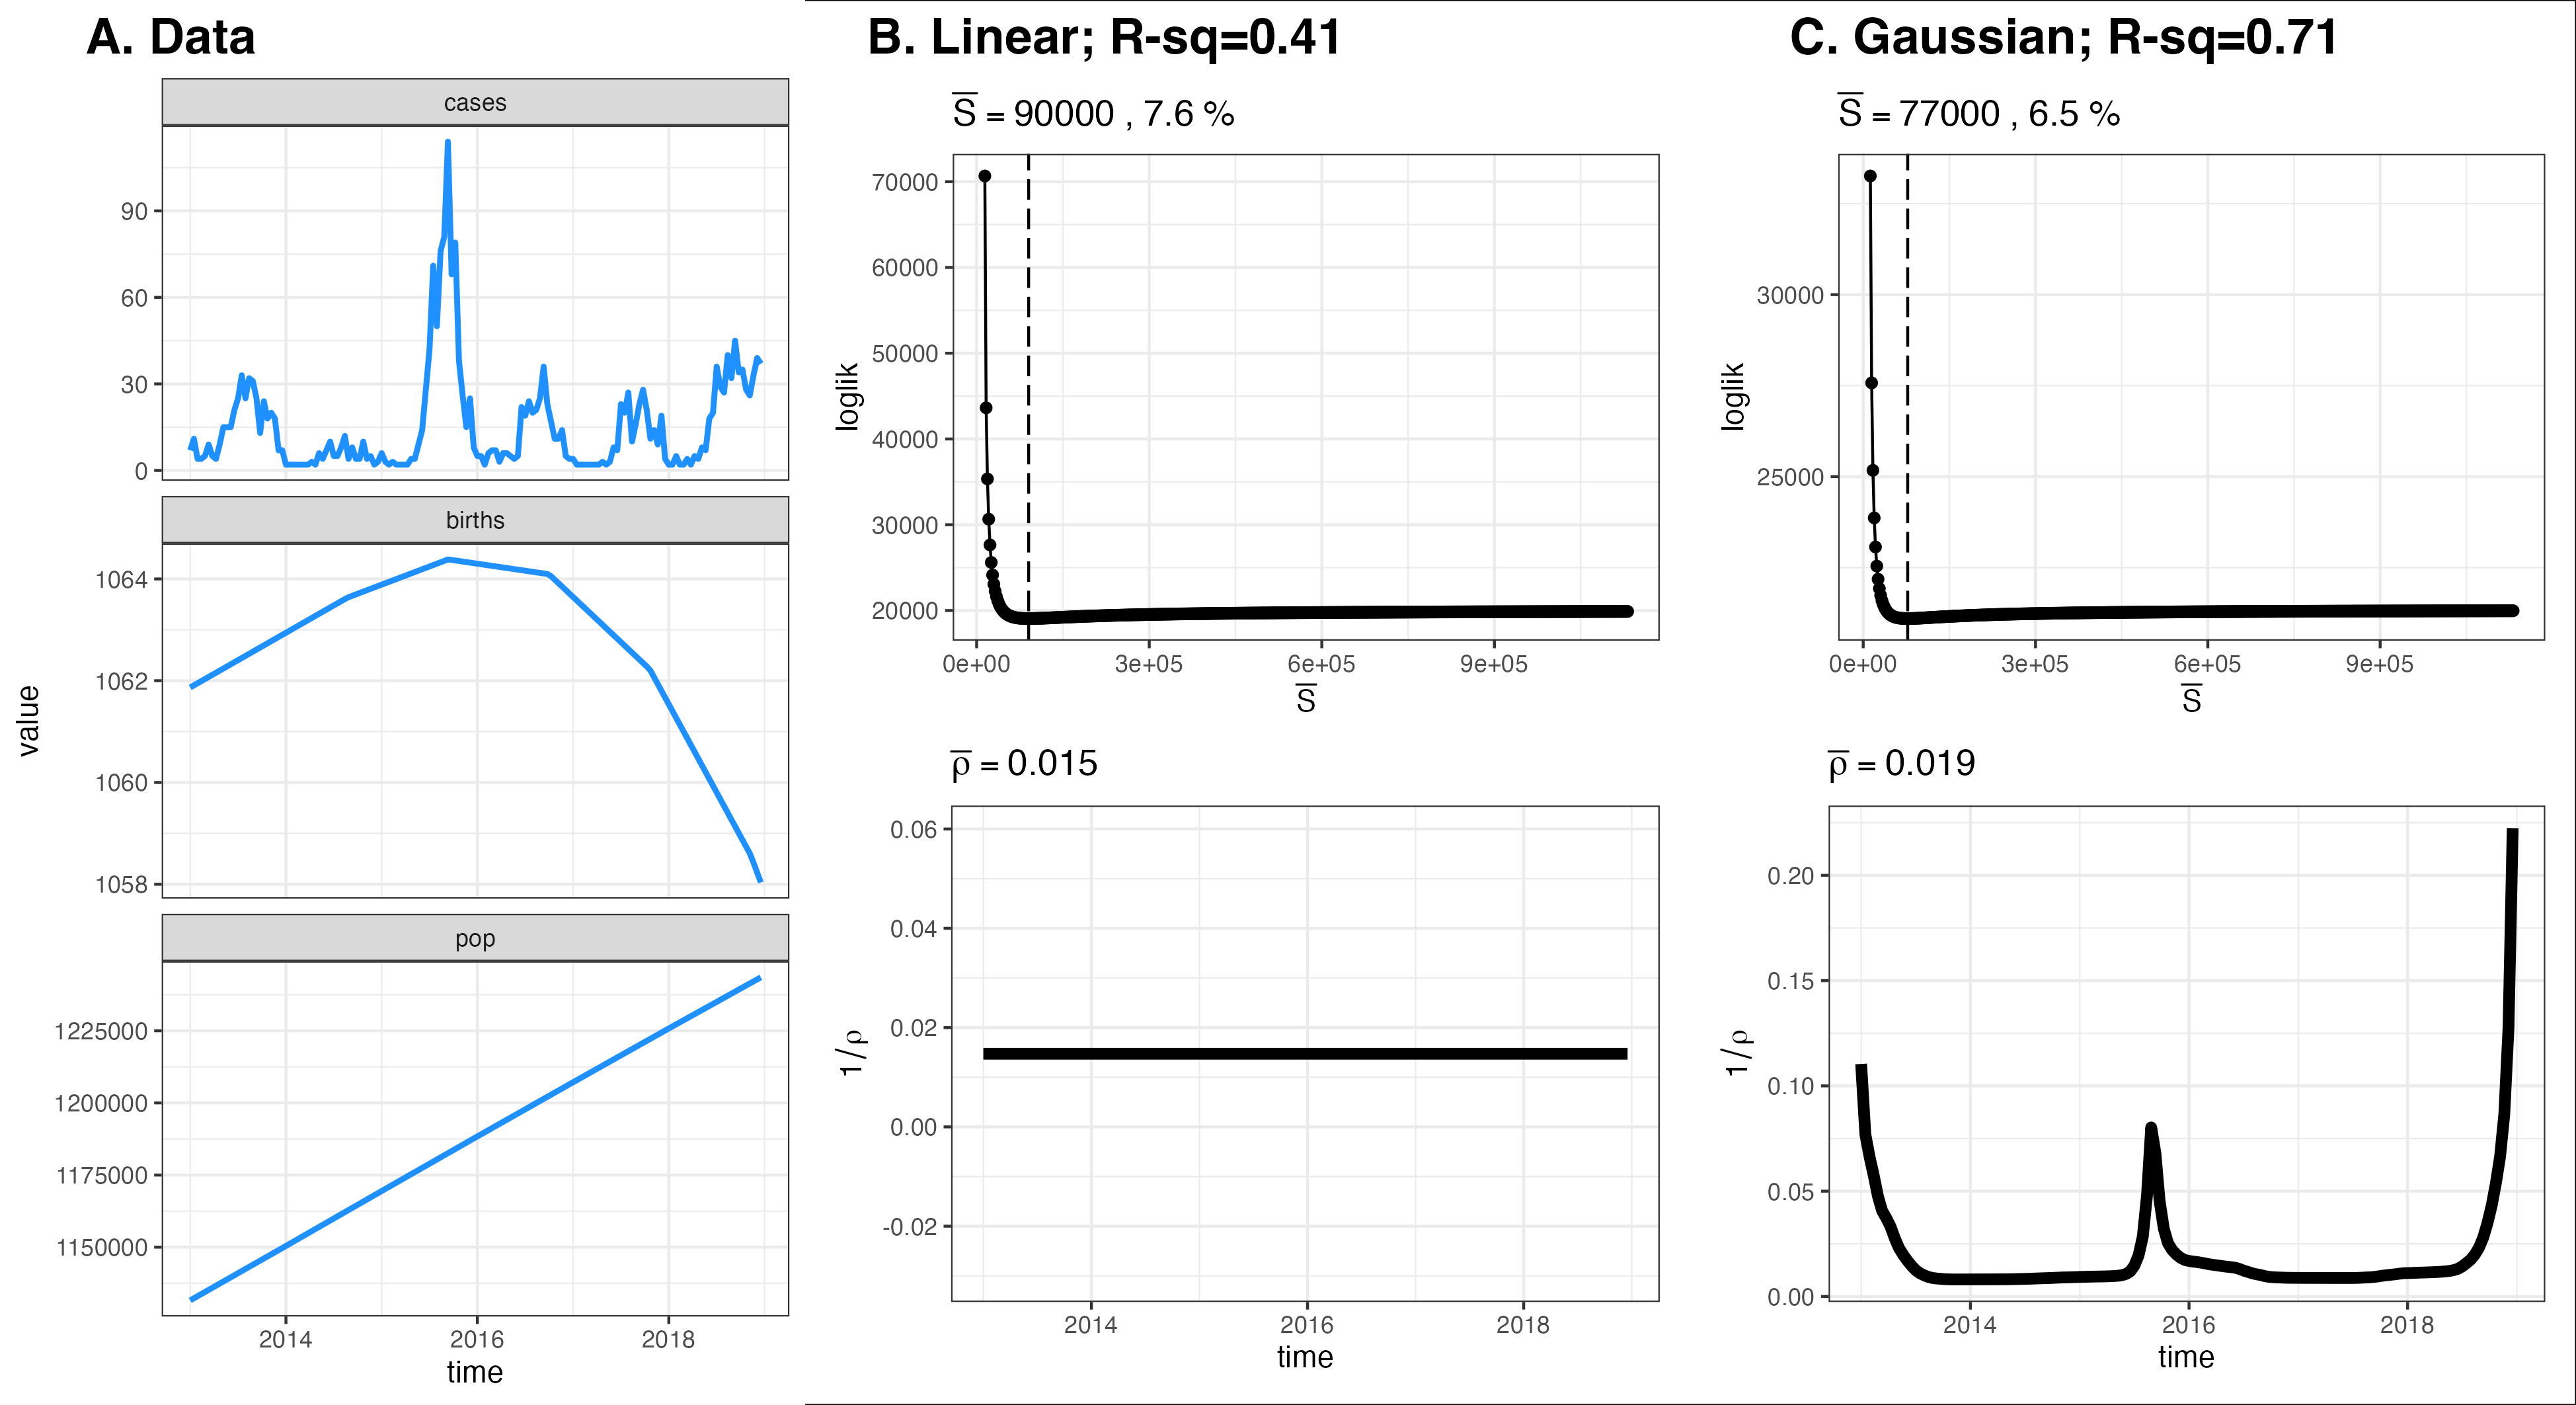 A. Data
cases
90
60
30
0
births
1064
1062
1060
1058
pop
1225000
1200000
1175000
1150000
2014 2016 2018
time
value
B. Linear; R-sq=0.41
S̅ = 90000 , 7.6 %
70000
60000
50000
40000
30000
20000
loglik
0e+00 3e+05 6e+05 9e+05
S̅
ρ̅ = 0.015
0.06
0.04
0.02
0.00
-0.02
1/ρ
2014 2016 2018
time
C. Gaussian; R-sq=0.71
S̅ = 77000 , 6.5 %
30000
25000
loglik
0e+00 3e+05 6e+05 9e+05
S̅
ρ̅ = 0.019
0.20
0.15
0.10
0.05
0.00
1/ρ
2014 2016 2018
time